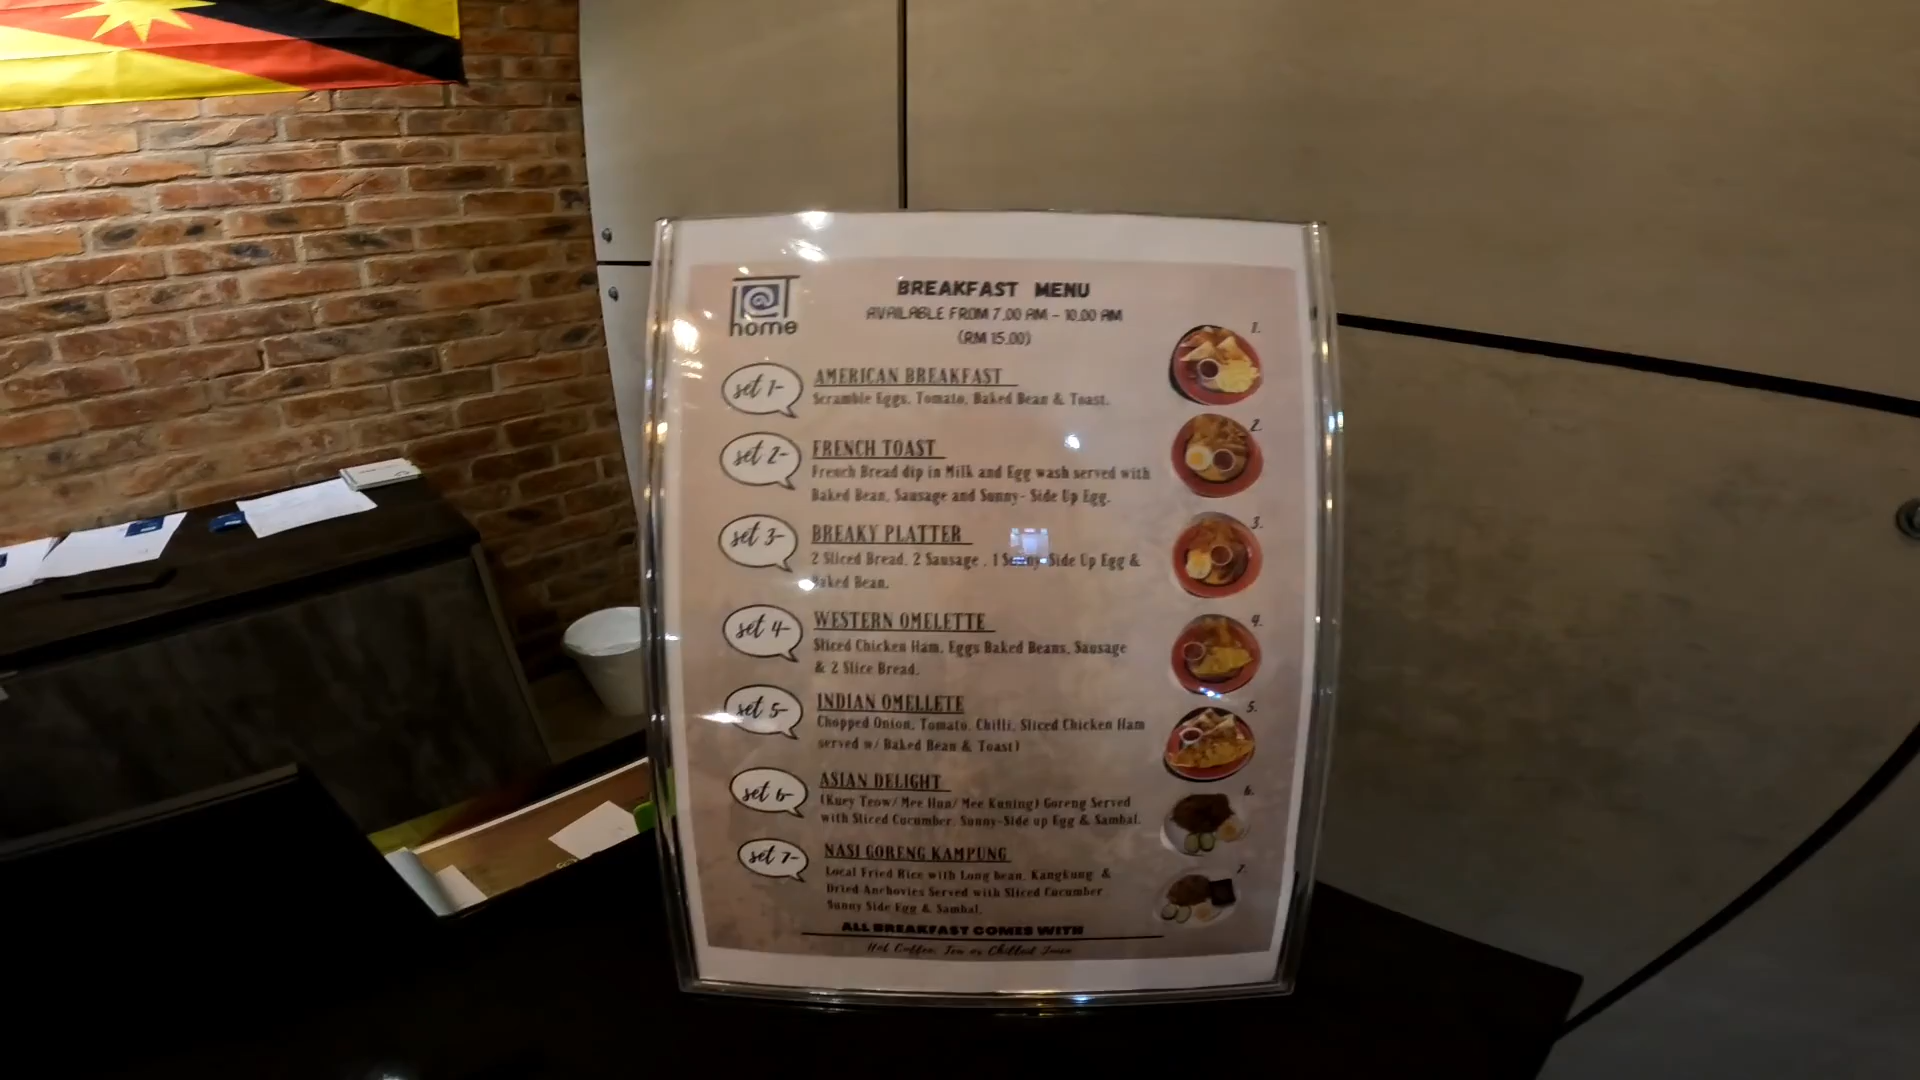 @
home
BREAKFAST MENU
AVAILABLE FROM 7.00 AM - 10.00 AM
(RM 15.00)
set 1- AMERICAN BREAKFAST
Scramble Eggs, Tomato, Baked Bean & Toast.
set 2- FRENCH TOAST
French Bread dip in Milk and Egg wash served with
Baked Bean, Sausage and Sunny- Side Up Egg.
set 3- BREAKY PLATTER
2 Sliced Bread, 2 Sausage , 1 Sunny-Side Up Egg &
Baked Bean.
set 4- WESTERN OMELETTE
Sliced Chicken Ham, Eggs Baked Beans, Sausage
& 2 Slice Bread.
set 5- INDIAN OMELLETE
Chopped Onion, Tomato, Chilli, Sliced Chicken Ham
served w/ Baked Bean & Toast)
set 6- ASIAN DELIGHT
(Kuey Teow/ Mee Hun/ Mee Kuning) Goreng Served
with Sliced Cucumber, Sunny-Side up Egg & Sambal.
set 7- NASI GORENG KAMPUNG
Local Fried Rice with Long bean, Kangkung &
Dried Anchovies Served with Sliced Cucumber
Sunny Side Egg & Sambal.
ALL BREAKFAST COMES WITH
Hot Coffee, Tea or Chilled Juice
1.
2.
3.
4.
5.
6.
7.